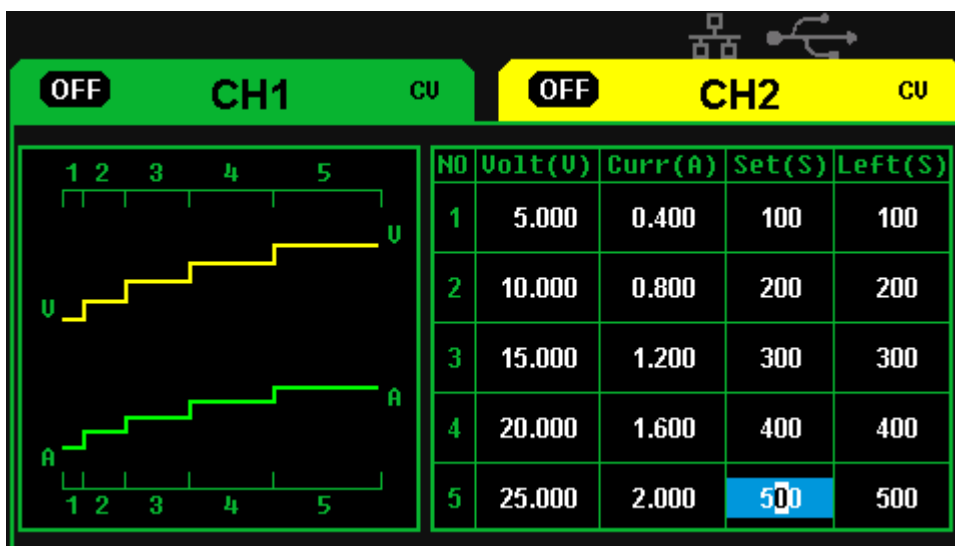 OFF CH1 CV OFF CH2 CV
1 2 3 4 5
V
V
A
A
1 2 3 4 5
NO Volt(V) Curr(A) Set(S) Left(S)
1 5.000 0.400 100 100
2 10.000 0.800 200 200
3 15.000 1.200 300 300
4 20.000 1.600 400 400
5 25.000 2.000 500 500